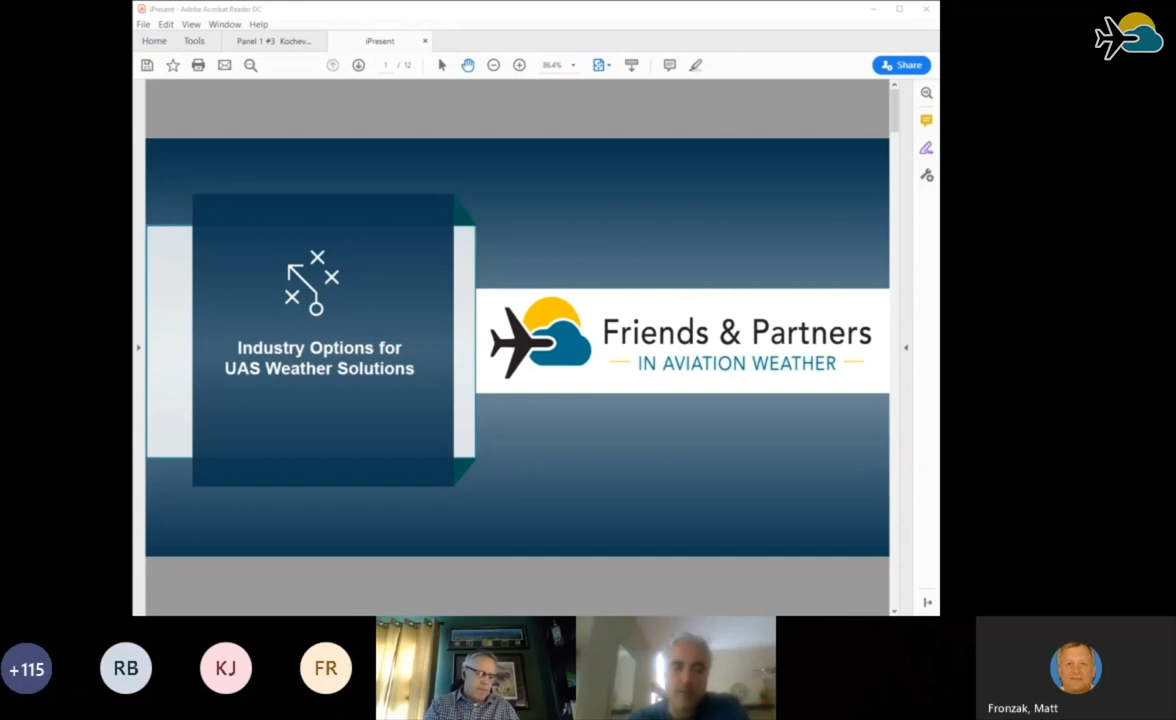 iPresent - Adobe Acrobat Reader DC
File Edit View Window Help
Home Tools Panel 1 #3 Kochev... iPresent
1 / 12 86.4% Share
Industry Options for
UAS Weather Solutions
Friends & Partners
IN AVIATION WEATHER
+115 RB KJ FR
Fronzak, Matt